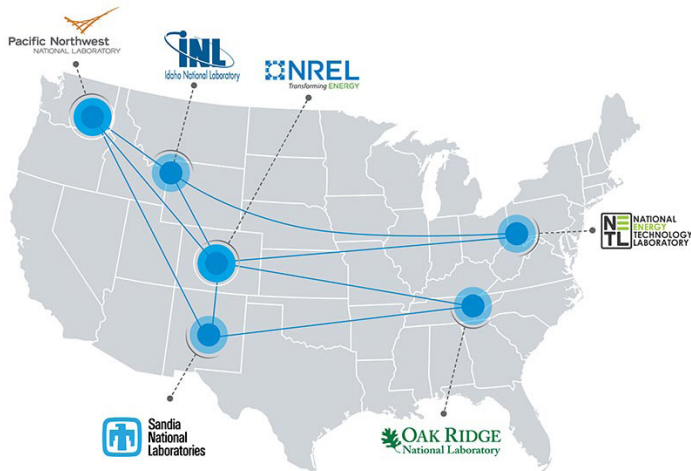 Pacific Northwest
NATIONAL LABORATORY
INL
Idaho National Laboratory
NREL
Transforming ENERGY
NETL
NATIONAL
ENERGY
TECHNOLOGY
LABORATORY
Sandia
National
Laboratories
OAK RIDGE
National Laboratory